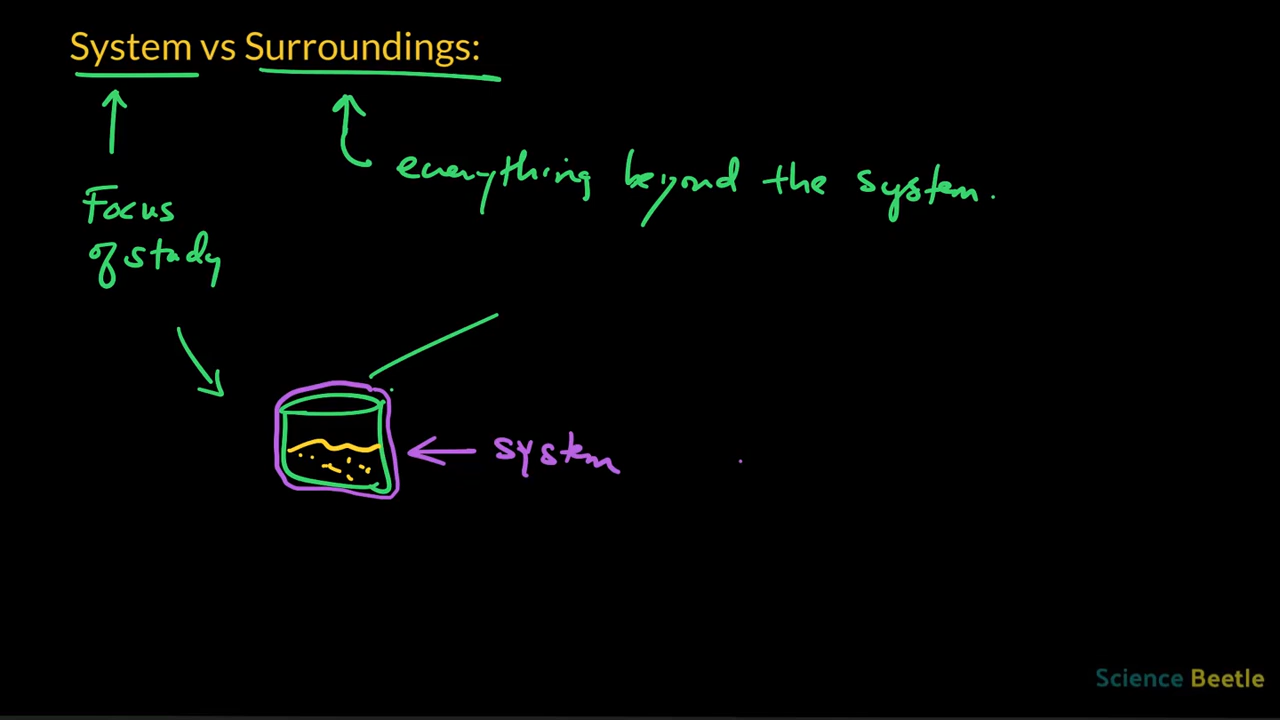 System vs Surroundings:
everything beyond the system.
Focus
of study
system
Science Beetle